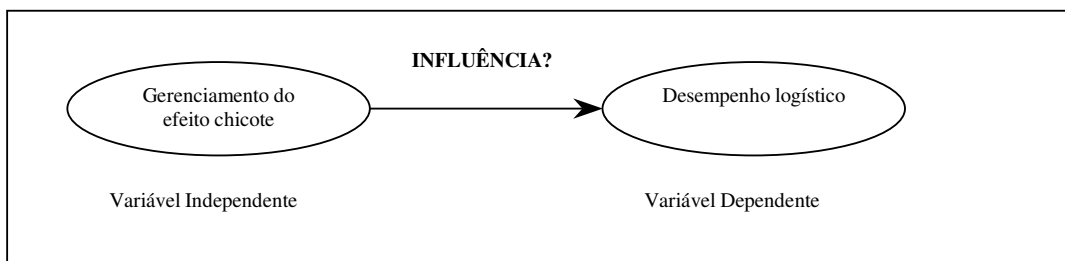 INFLUÊNCIA?
Gerenciamento do
efeito chicote
Desempenho logístico
Variável Independente
Variável Dependente